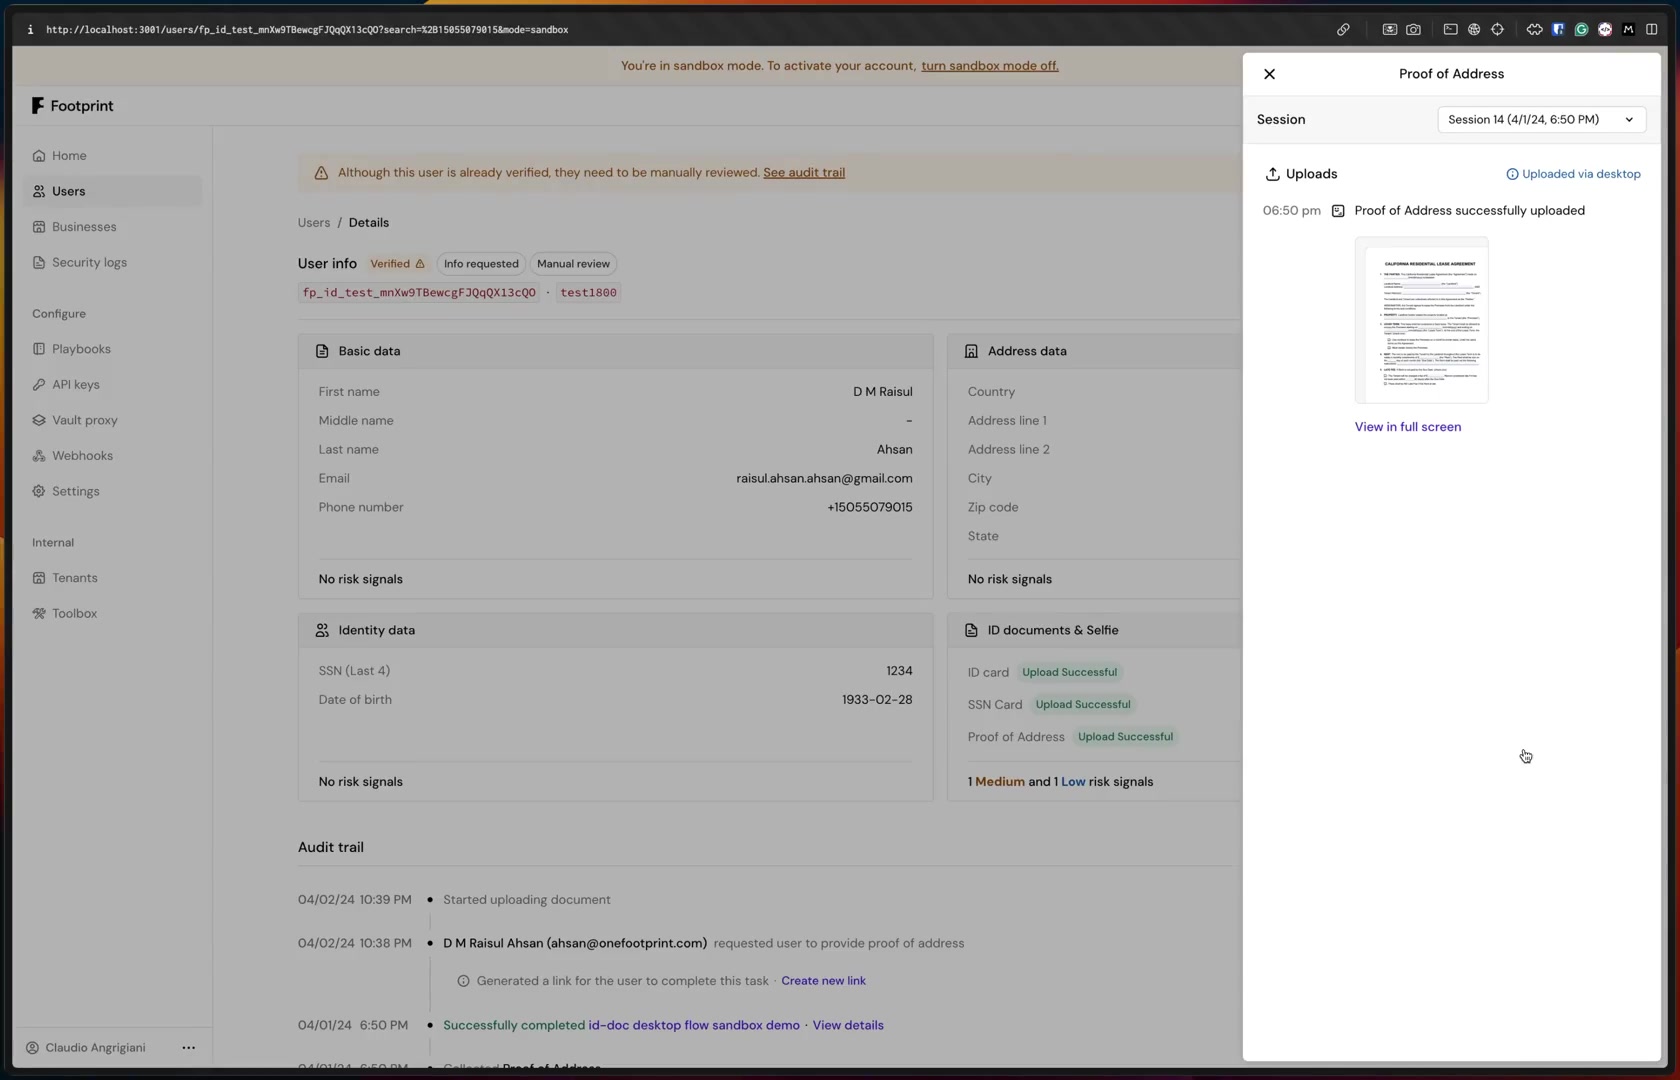 http://localhost:3001/users/fp_id_test_mnXw9TBewcgFJQqQX13cQO?search=%2B15055079015&mode=sandbox
You're in sandbox mode. To activate your account, turn sandbox mode off.
Footprint
Home
Users
Businesses
Security logs
Configure
Playbooks
API keys
Vault proxy
Webhooks
Settings
Internal
Tenants
Toolbox
Claudio Angrigiani
Although this user is already verified, they need to be manually reviewed. See audit trail
Users / Details
User info Verified Info requested Manual review
fp_id_test_mnXw9TBewcgFJQqQX13cQO · test1800
Basic data
First name D M Raisul
Middle name -
Last name Ahsan
Email raisul.ahsan.ahsan@gmail.com
Phone number +15055079015
No risk signals
Address data
Country
Address line 1
Address line 2
City
Zip code
State
No risk signals
Identity data
SSN (Last 4) 1234
Date of birth 1933-02-28
No risk signals
ID documents & Selfie
ID card Upload Successful
SSN Card Upload Successful
Proof of Address Upload Successful
1 Medium and 1 Low risk signals
Audit trail
04/02/24 10:39 PM Started uploading document
04/02/24 10:38 PM D M Raisul Ahsan (ahsan@onefootprint.com) requested user to provide proof of address
Generated a link for the user to complete this task · Create new link
04/01/24 6:50 PM Successfully completed id-doc desktop flow sandbox demo · View details
04/01/24 6:50 PM Collected Proof of Address
Proof of Address
Session
Session 14 (4/1/24, 6:50 PM)
Uploads
Uploaded via desktop
06:50 pm Proof of Address successfully uploaded
CALIFORNIA RESIDENTIAL LEASE AGREEMENT
View in full screen